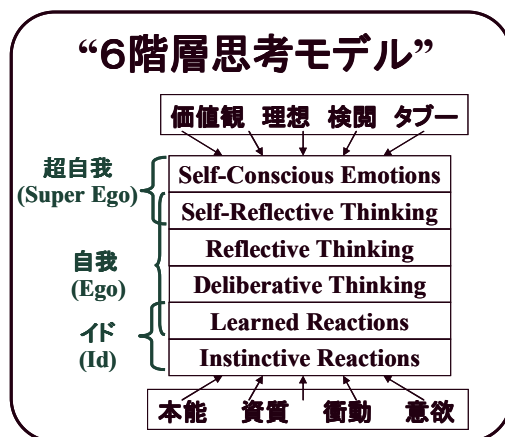 “６階層思考モデル”
価値観 理想 検閲 タブー
超自我
(Super Ego)
Self-Conscious Emotions
Self-Reflective Thinking
Reflective Thinking
自我
(Ego)
Deliberative Thinking
Learned Reactions
イド
(Id)
Instinctive Reactions
本能 資質 衝動 意欲